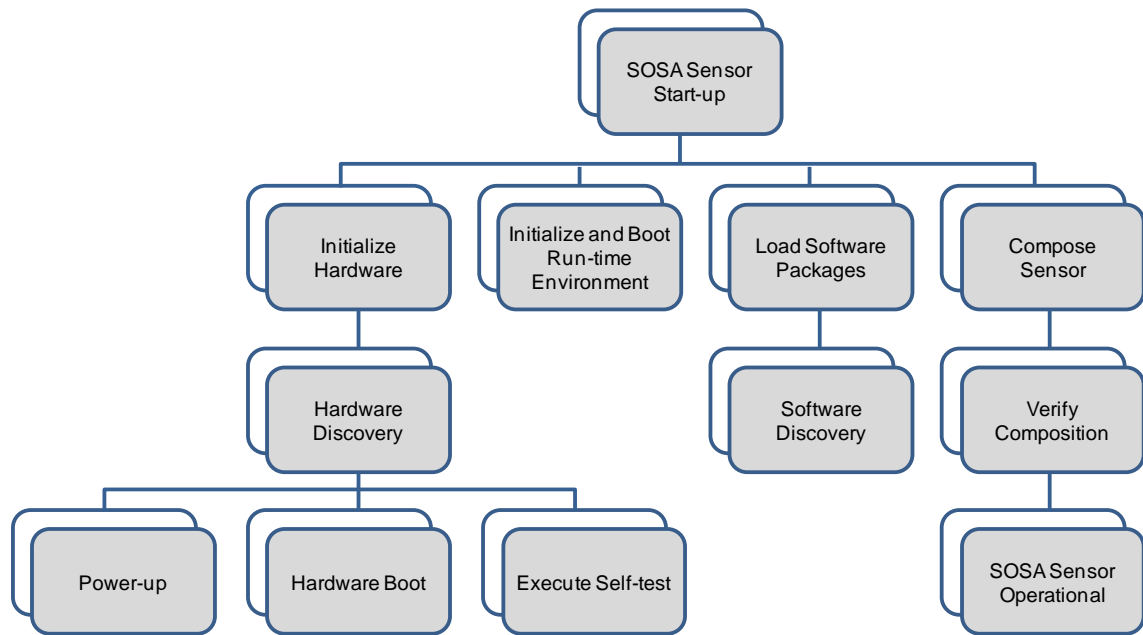 SOSA Sensor
Start-up
Initialize
Hardware
Initialize and Boot
Run-time
Environment
Load Software
Packages
Compose
Sensor
Hardware
Discovery
Software
Discovery
Verify
Composition
Power-up
Hardware Boot
Execute Self-test
SOSA Sensor
Operational